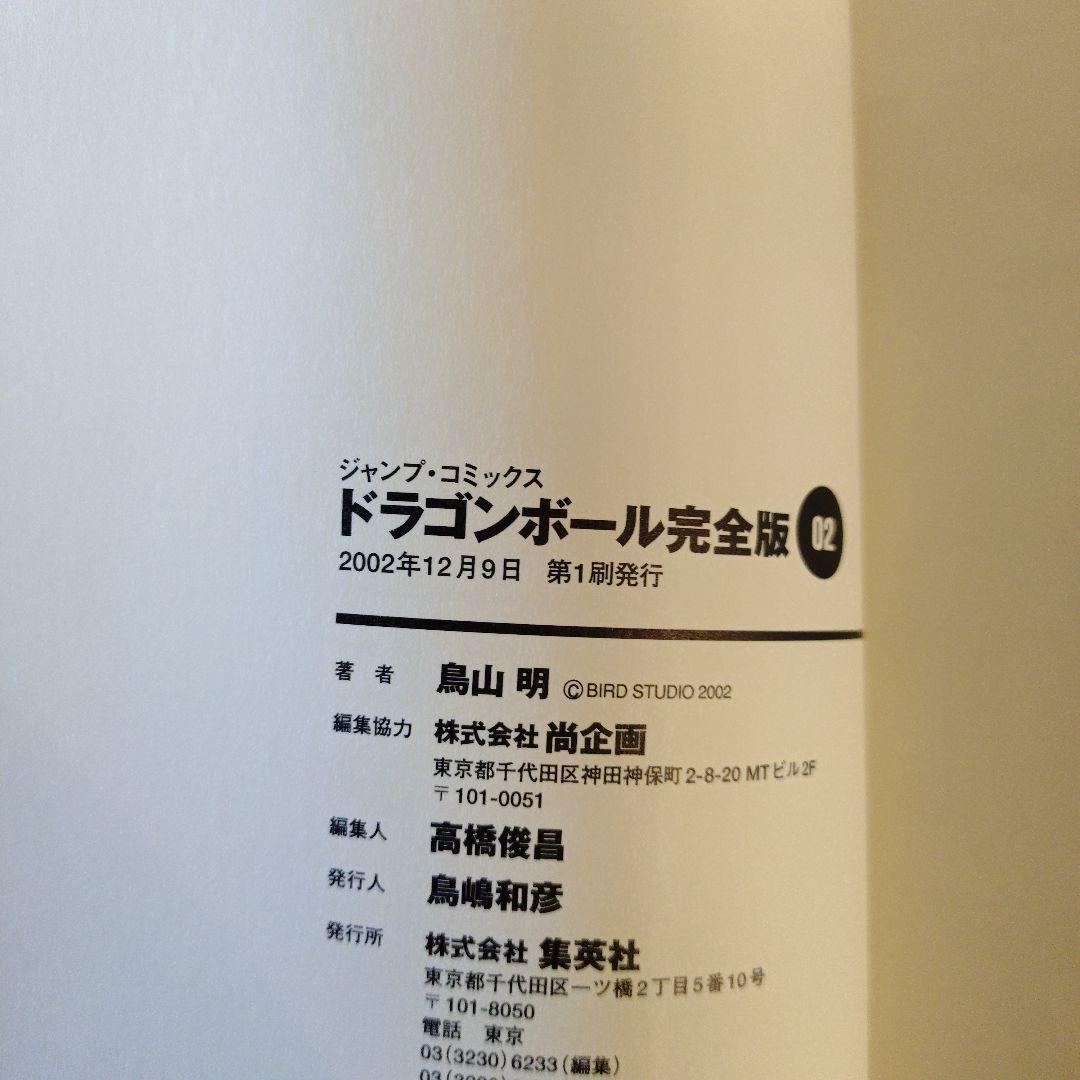 ジャンプ・コミックス
ドラゴンボール完全版 02
2002年12月9日 第1刷発行
著 者 鳥山 明 ©BIRD STUDIO 2002
編集協力 株式会社 尚企画
東京都千代田区神田神保町2-8-20 MTビル2F
〒101-0051
編集人 高橋俊昌
発行人 鳥嶋和彦
発行所 株式会社 集英社
東京都千代田区一ツ橋2丁目5番10号
〒101-8050
電話 東京
03(3230)6233(編集)